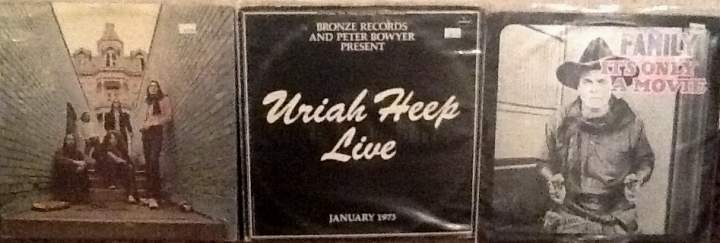 BRONZE RECORDS
AND PETER BOWYER
PRESENT
Uriah Heep
Live
JANUARY 1973
FAMILY
IT'S ONLY
A MOVIE